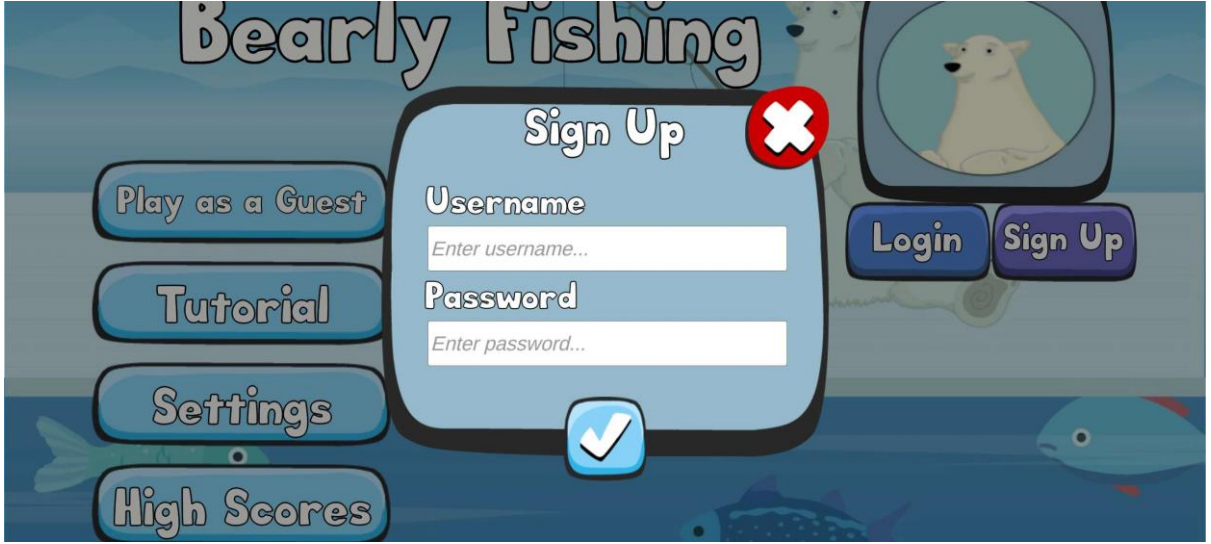 Bearly Fishing
Sign Up
Username
Enter username...
Password
Enter password...
Play as a Guest
Tutorial
Settings
High Scores
Login
Sign Up